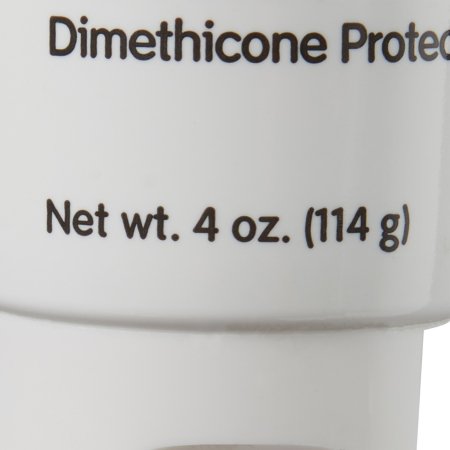 Dimethicone Protec
Net wt. 4 oz. (114 g)